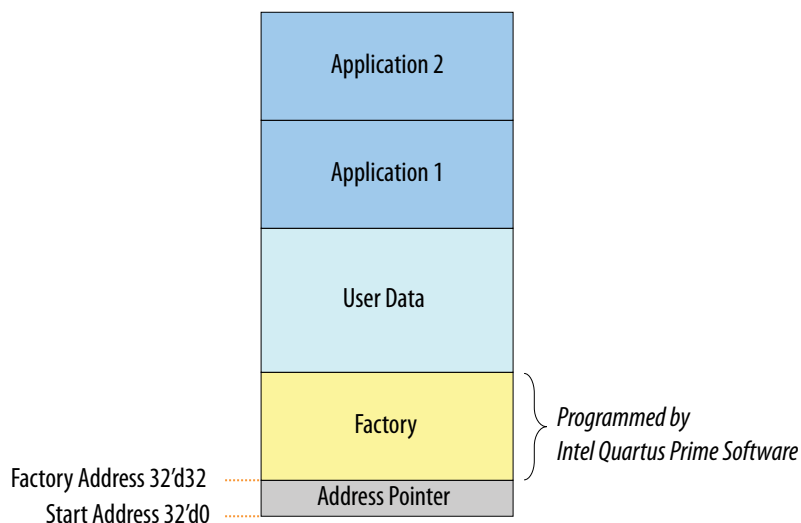 Application 2
Application 1
User Data
Factory
Programmed by
Intel Quartus Prime Software
Factory Address 32'd32
Address Pointer
Start Address 32'd0